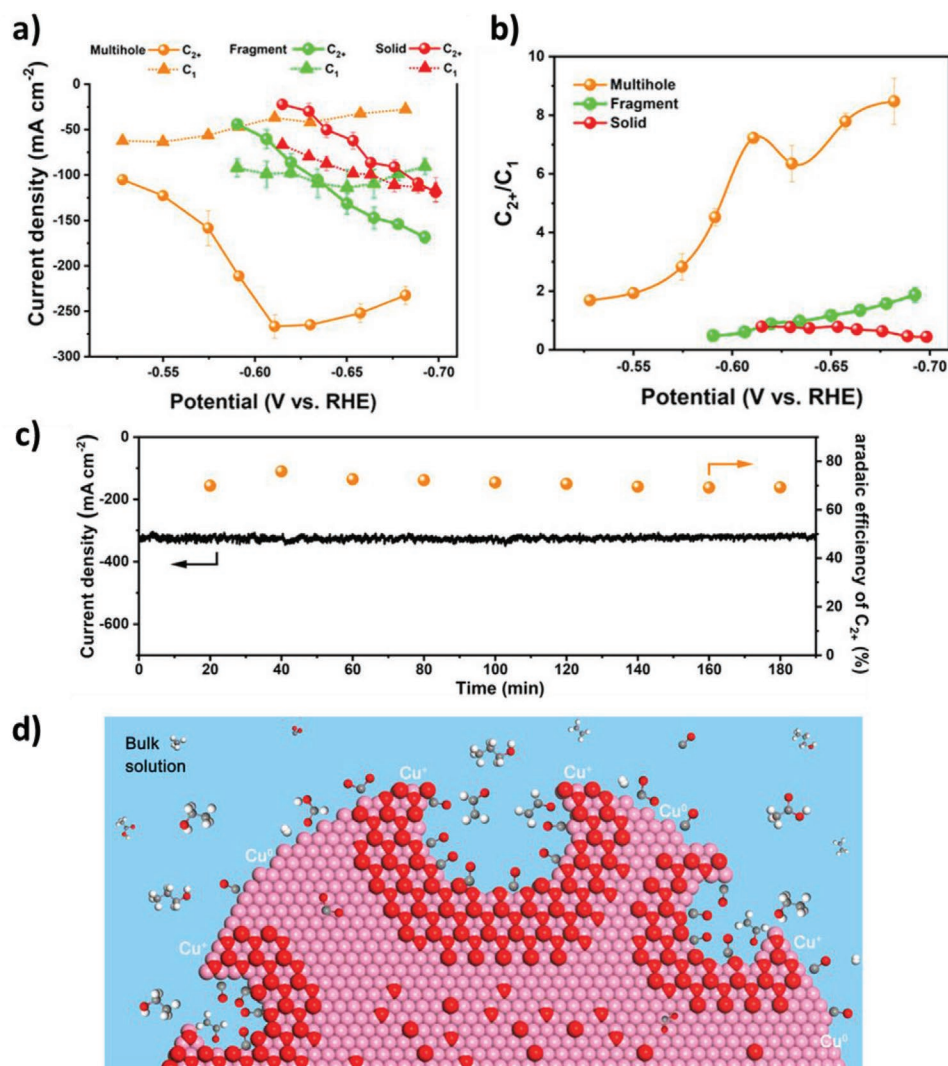 a)
Multihole C2+ Fragment C2+ Solid C2+
C1 C1 C1
0
-50
-100
-150
-200
-250
-300
Current density (mA cm-2)
-0.55 -0.60 -0.65 -0.70
Potential (V vs. RHE)
b)
10
8
6
4
2
0
C2+/C1
Multihole
Fragment
Solid
-0.55 -0.60 -0.65 -0.70
Potential (V vs. RHE)
c)
0
-200
-400
-600
Current density (mA cm-2)
80
60
40
20
0
aradaic efficiency of C2+ (%)
0 20 40 60 80 100 120 140 160 180
Time (min)
d)
Bulk
solution
Cu+ Cu+
Cu0
Cu0
Cu+ Cu+
Cu0